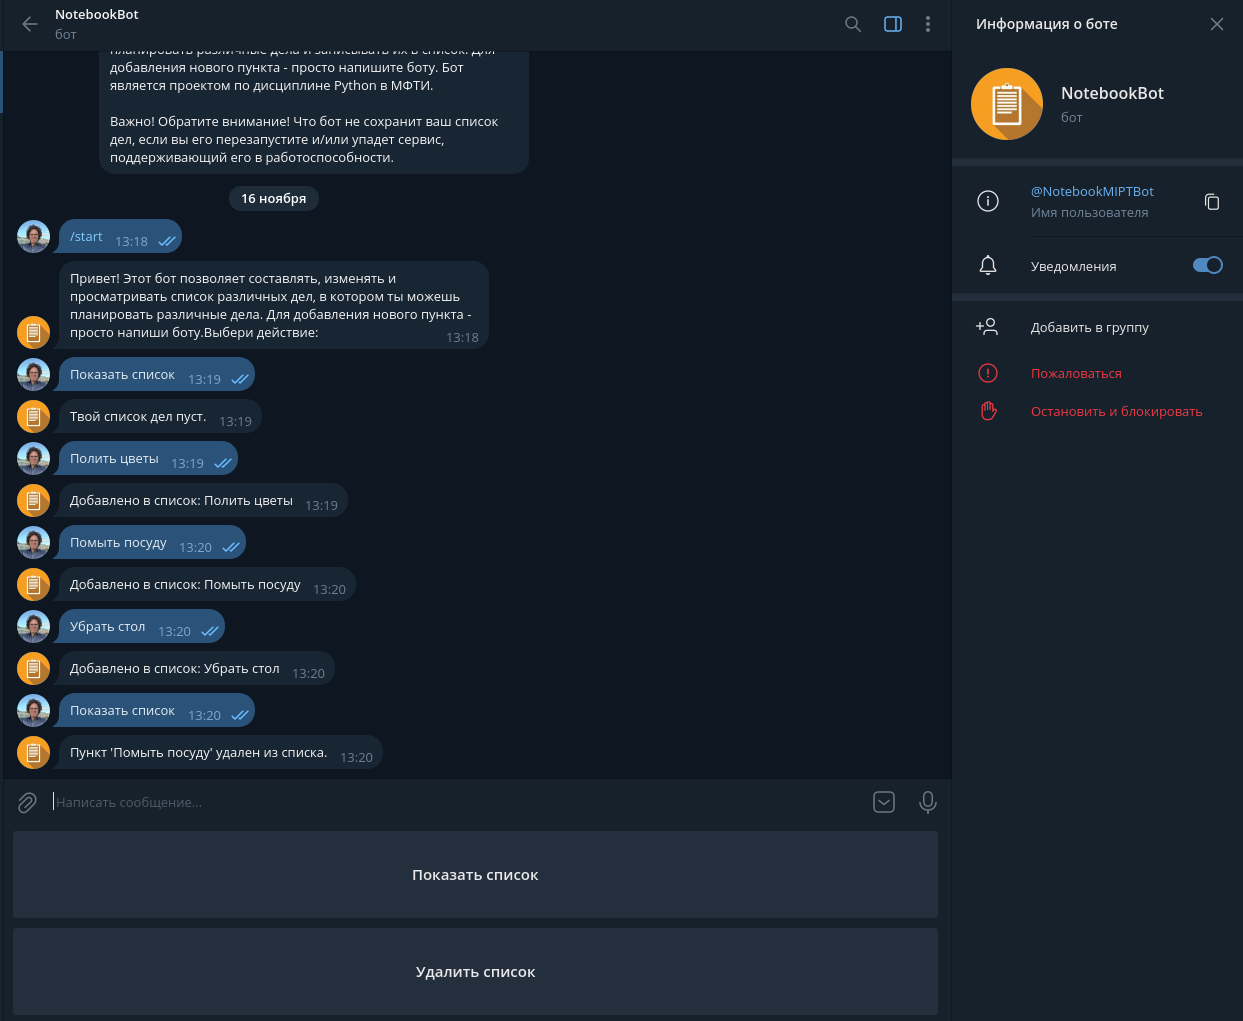 NotebookBot
бот
планировать различные дела и записывать их в список. Для
добавления нового пункта - просто напишите боту. Бот
является проектом по дисциплине Python в МФТИ.
Важно! Обратите внимание! Что бот не сохранит ваш список
дел, если вы его перезапустите и/или упадет сервис,
поддерживающий его в работоспособности.
16 ноября
/start 13:18
Привет! Этот бот позволяет составлять, изменять и
просматривать список различных дел, в котором ты можешь
планировать различные дела. Для добавления нового пункта -
просто напиши боту.Выбери действие: 13:18
Показать список 13:19
Твой список дел пуст. 13:19
Полить цветы 13:19
Добавлено в список: Полить цветы 13:19
Помыть посуду 13:20
Добавлено в список: Помыть посуду 13:20
Убрать стол 13:20
Добавлено в список: Убрать стол 13:20
Показать список 13:20
Пункт 'Помыть посуду' удален из списка. 13:20
Написать сообщение...
Показать список
Удалить список
Информация о боте
NotebookBot
бот
@NotebookMIPTBot
Имя пользователя
Уведомления
Добавить в группу
Пожаловаться
Остановить и блокировать